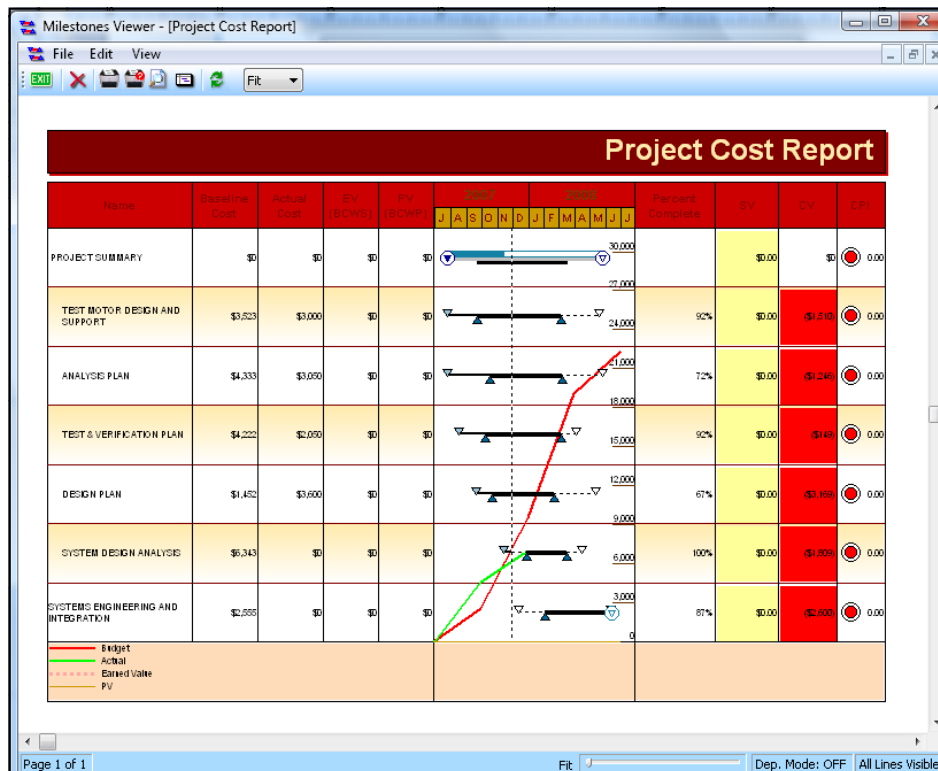 Milestones Viewer - [Project Cost Report]
File Edit View
EXIT Fit
Project Cost Report
Name Baseline Cost Actual Cost EV (BCWS) PV (BCWP) 2007 2008 Percent Complete SV CV CPI
J A S O N D J F M A M J J
PROJECT SUMMARY $0 $0 $0 $0 30,000 $0.00 $0 0.00
27,000
TEST MOTOR DESIGN AND SUPPORT $3,523 $3,000 $0 $0 24,000 92% $0.00 ($1,510) 0.00
21,000
ANALYSIS PLAN $4,333 $3,050 $0 $0 72% $0.00 ($1,246) 0.00
18,000
TEST & VERIFICATION PLAN $4,222 $2,050 $0 $0 15,000 92% $0.00 ($149) 0.00
12,000
DESIGN PLAN $1,452 $3,600 $0 $0 67% $0.00 ($3,169) 0.00
9,000
SYSTEM DESIGN ANALYSIS $6,343 $0 $0 $0 6,000 100% $0.00 ($1,809) 0.00
3,000
SYSTEMS ENGINEERING AND INTEGRATION $2,555 $0 $0 $0 87% $0.00 ($2,600) 0.00
0
Budget
Actual
Earned Value
PV
Page 1 of 1 Fit Dep. Mode: OFF All Lines Visible